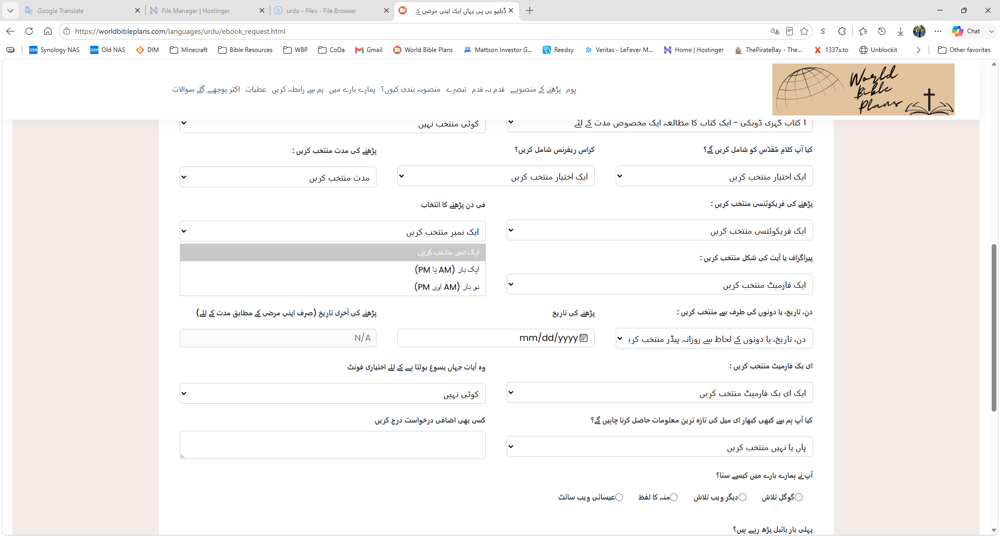 Google Translate
File Manager | Hostinger
urdu - Files - File Browser
ڈبلیو بی پی یہاں ایک اپنی مرضی کے
https://worldbibleplans.com/languages/urdu/ebook_request.html
Chat
Synology NAS
Old NAS
DIM
Minecraft
Bible Resources
WBP
CoDa
Gmail
World Bible Plans
Mattson Investor G...
Reedsy
Veritas - LeFever M...
Home | Hostinger
ThePirateBay - The...
1337x.to
Unblockit
Other favorites
World
Bible
Plans
ہوم پڑھنے کے منصوبے قدم بہ قدم تبصرے منصوبہ بندی کیوں؟ ہمارے بارے میں ہم سے رابطہ کریں عطیات اکثر پوچھے گئے سوالات
1 کتاب گہری ڈوبکی - ایک کتاب کا مطالعہ ایک مخصوص مدت کے لئے
کوئی منتخب نہیں
کیا آپ کلامِ مُقدّس کو شامل کریں گے؟
کراس ریفرنس شامل کریں؟
پڑھنے کی مدت منتخب کریں :
ایک اختیار منتخب کریں
ایک اختیار منتخب کریں
مدت منتخب کریں
پڑھنے کی فریکوئنسی منتخب کریں :
فی دن پڑھنے کا انتخاب
ایک فریکوئنسی منتخب کریں
ایک نمبر منتخب کریں
ایک نمبر منتخب کریں
ایک بار (AM یا PM)
دو بار (AM اور PM)
پیراگراف یا آیت کی شکل منتخب کریں :
ایک فارمیٹ منتخب کریں
دن، تاریخ، یا دونوں کی طرف سے منتخب کریں :
پڑھنے کی تاریخ
پڑھنے کی آخری تاریخ (صرف اپنی مرضی کے مطابق مدت کے لئے)
دن، تاریخ، یا دونوں کے لحاظ سے روزانہ ہیڈر منتخب کری
mm/dd/yyyy
N/A
ای بک فارمیٹ منتخب کریں :
وہ آیات جہاں یسوع بولتا ہے کے لئے اختیاری فونٹ
ایک ای بک فارمیٹ منتخب کریں
کوئی نہیں
کیا آپ ہم سے کبھی کبھار ای میل کی تازہ ترین معلومات حاصل کرنا چاہیں گے؟
کسی بھی اضافی درخواست درج کریں
ہاں یا نہیں منتخب کریں
آپ نے ہمارے بارے میں کیسے سنا؟
گوگل تلاش
دیگر ویب تلاش
منہ کا لفظ
عیسائی ویب سائٹ
پہلی بار بائبل پڑھ رہے ہیں؟